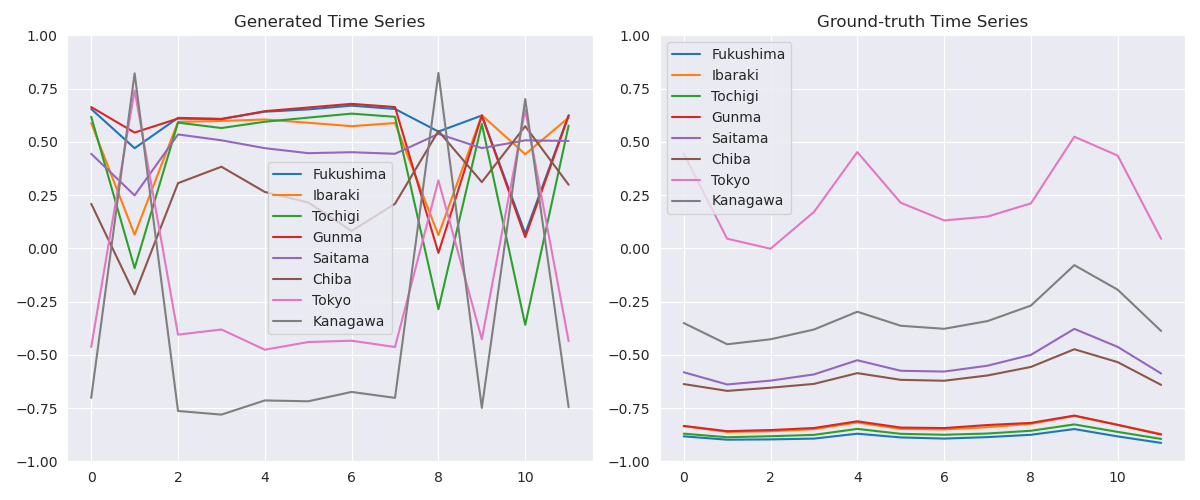 Generated Time Series
1.00
0.75
0.50
0.25
0.00
−0.25
−0.50
−0.75
−1.00
0 2 4 6 8 10
Fukushima
Ibaraki
Tochigi
Gunma
Saitama
Chiba
Tokyo
Kanagawa
Ground-truth Time Series
1.00
0.75
0.50
0.25
0.00
−0.25
−0.50
−0.75
−1.00
0 2 4 6 8 10
Fukushima
Ibaraki
Tochigi
Gunma
Saitama
Chiba
Tokyo
Kanagawa